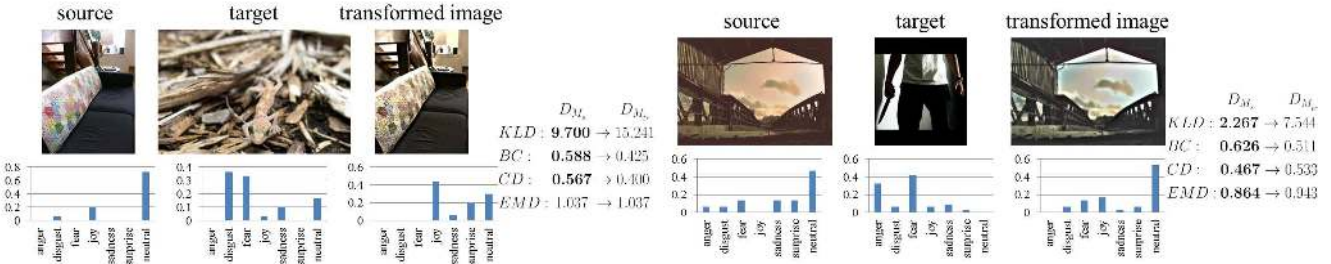 source target transformed image
D_{M_s} D_{M_{tr}}
KLD : 9.700 → 15.241
BC : 0.588 → 0.425
CD : 0.567 → 0.400
EMD : 1.037 → 1.037
0.8
0.6
0.4
0.2
0
anger
disgust
fear
joy
sadness
surprise
neutral
0.4
0.3
0.2
0.1
0
anger
disgust
fear
joy
sadness
surprise
neutral
0.6
0.4
0.2
0
anger
disgust
fear
joy
sadness
surprise
neutral
source target transformed image
D_{M_s} D_{M_{tr}}
KLD : 2.267 → 7.544
BC : 0.626 → 0.511
CD : 0.467 → 0.533
EMD : 0.864 → 0.943
0.6
0.4
0.2
0
anger
disgust
fear
joy
sadness
surprise
neutral
0.6
0.4
0.2
0
anger
disgust
fear
joy
sadness
surprise
neutral
0.6
0.4
0.2
0
anger
disgust
fear
joy
sadness
surprise
neutral